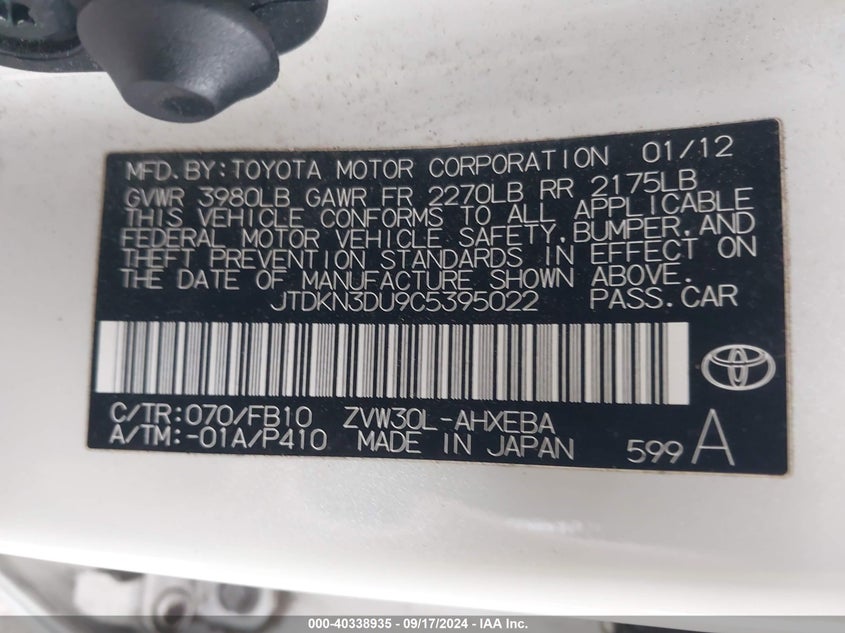 MFD. BY: TOYOTA MOTOR CORPORATION 01/12
GVWR 3980LB GAWR FR 2270LB RR 2175LB
THIS VEHICLE CONFORMS TO ALL APPLICABLE
FEDERAL MOTOR VEHICLE SAFETY, BUMPER, AND
THEFT PREVENTION STANDARDS IN EFFECT ON
THE DATE OF MANUFACTURE SHOWN ABOVE.
JTDKN3DU9C5395022 PASS. CAR
C/TR: 070/FB10 ZVW30L-AHXEBA
A/TM: -01A/P410 MADE IN JAPAN 599 A
000-40338935 - 09/17/2024 - IAA Inc.